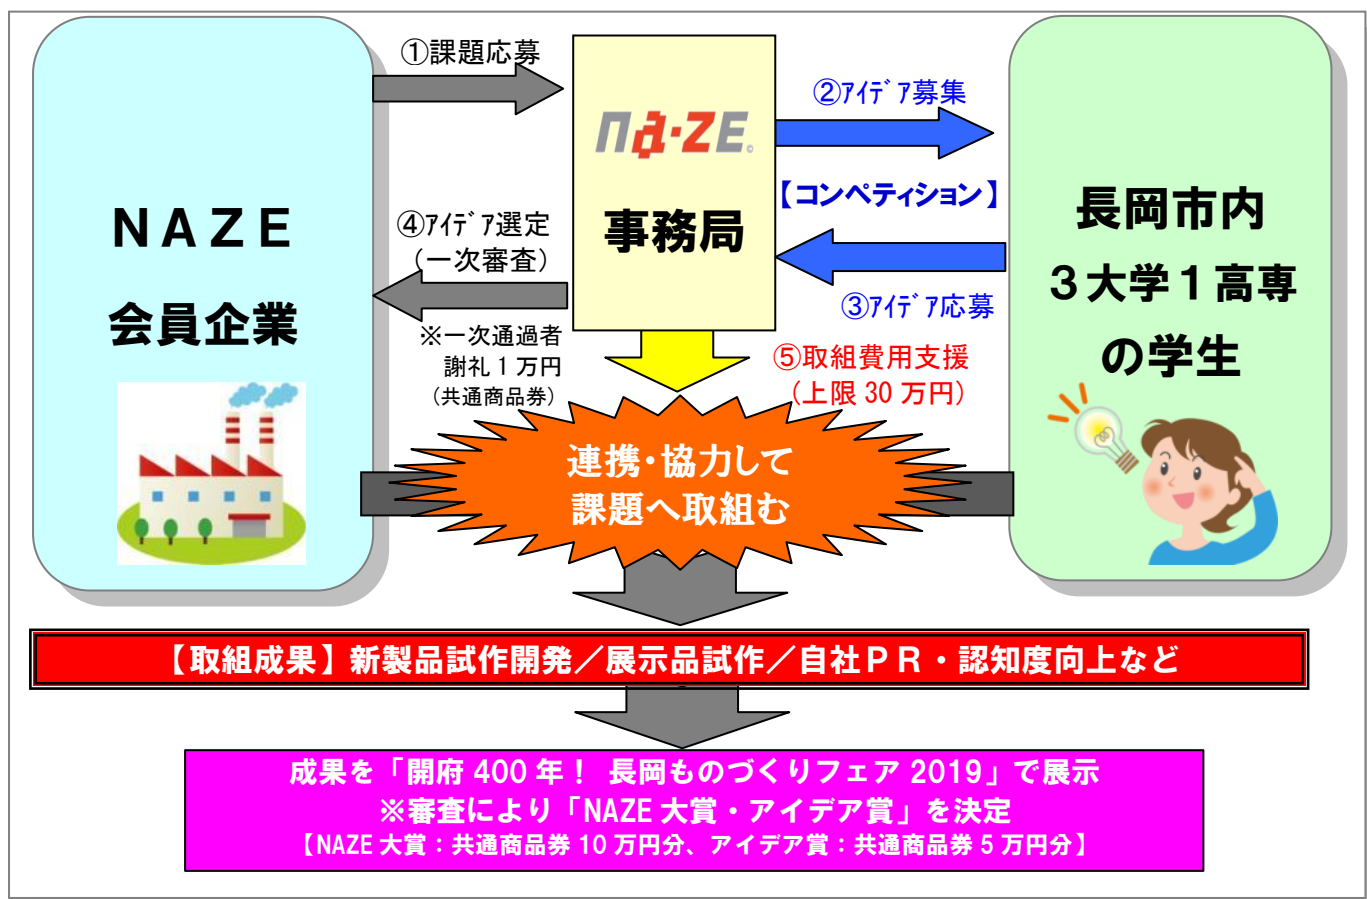 ①課題応募
na·ZE
事務局
②ｱｲﾃﾞｱ募集
【コンペティション】
③ｱｲﾃﾞｱ応募
ＮＡＺＥ
会員企業
④ｱｲﾃﾞｱ選定
(一次審査)
※一次通過者
謝礼１万円
(共通商品券)
長岡市内
３大学１高専
の学生
⑤取組費用支援
(上限 30 万円)
連携・協力して
課題へ取組む
【取組成果】新製品試作開発／展示品試作／自社ＰＲ・認知度向上など
成果を「開府 400 年！ 長岡ものづくりフェア 2019」で展示
※審査により「NAZE 大賞・アイデア賞」を決定
【NAZE 大賞：共通商品券 10 万円分、アイデア賞：共通商品券 5 万円分】